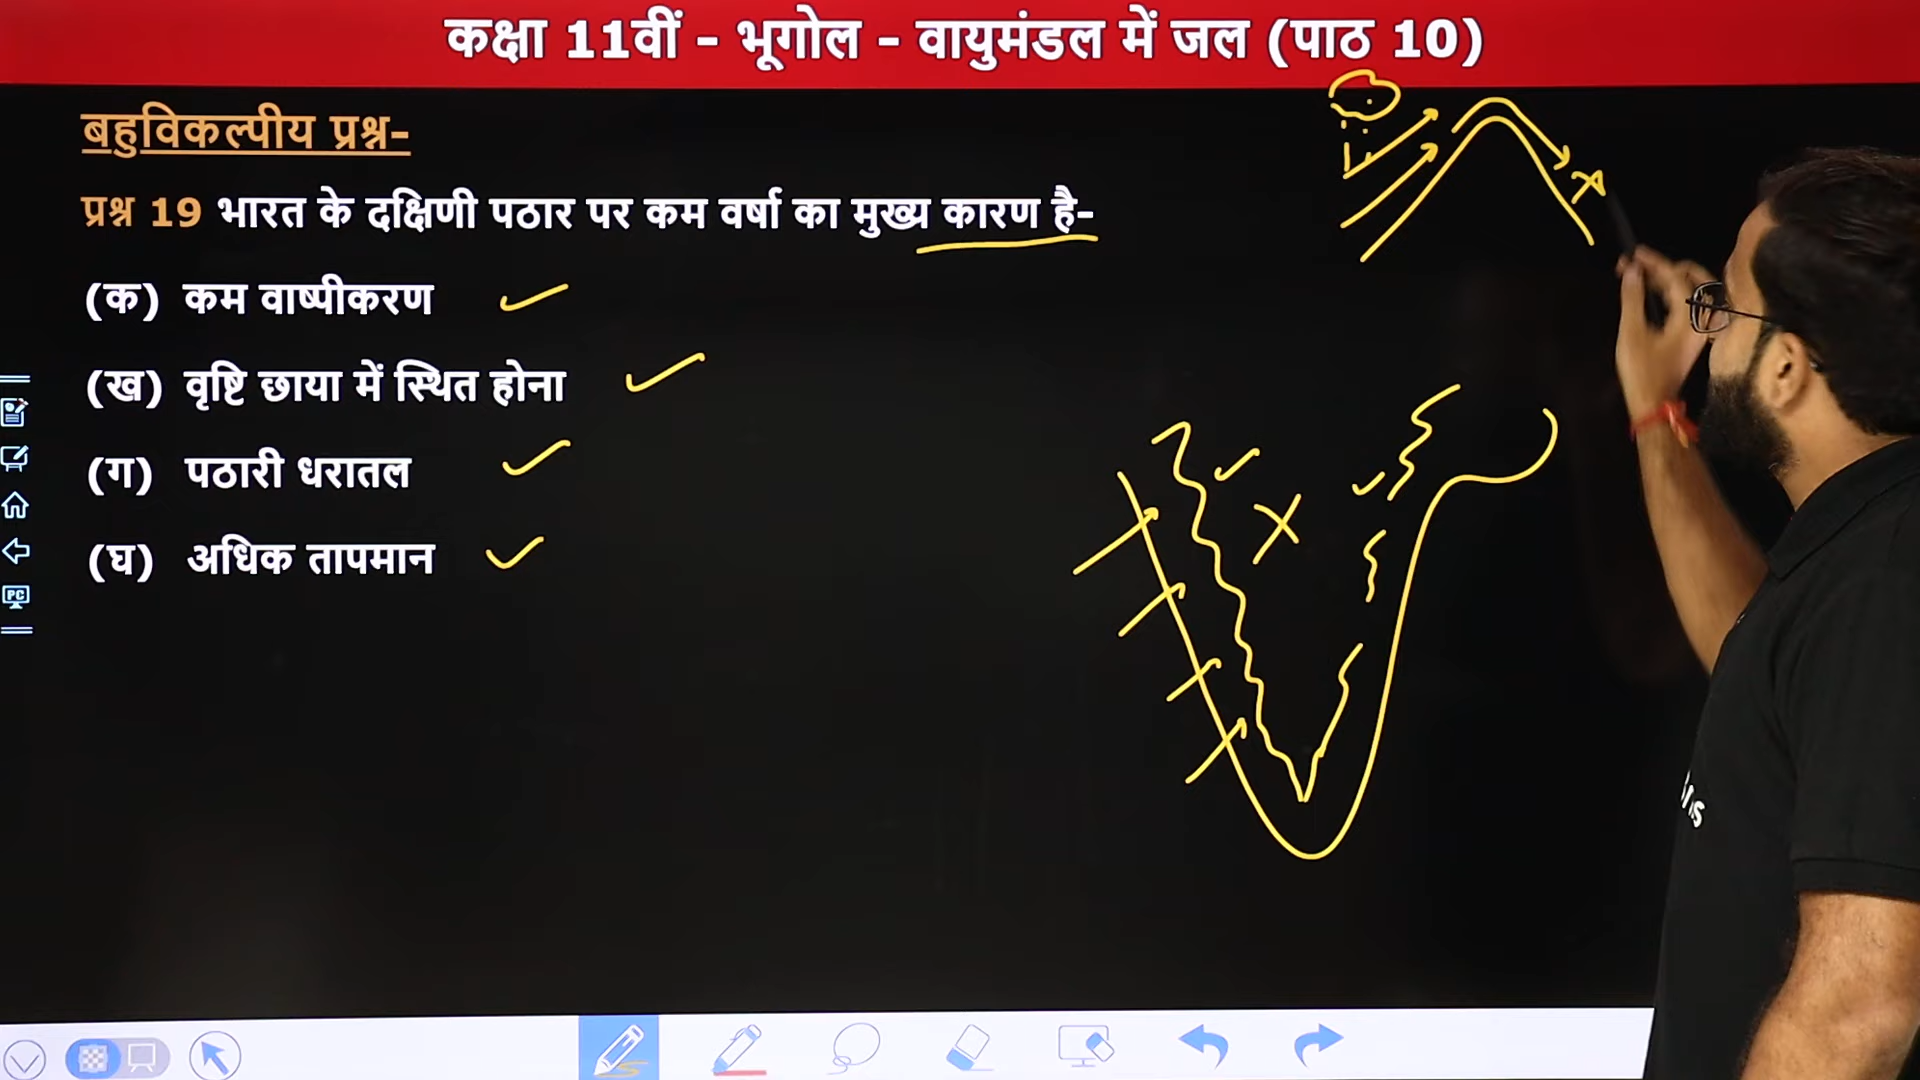 कक्षा 11वीं - भूगोल - वायुमंडल में जल (पाठ 10)
बहुविकल्पीय प्रश्न-
प्रश्न 19 भारत के दक्षिणी पठार पर कम वर्षा का मुख्य कारण है-
(क) कम वाष्पीकरण
(ख) वृष्टि छाया में स्थित होना
(ग) पठारी धरातल
(घ) अधिक तापमान
PC